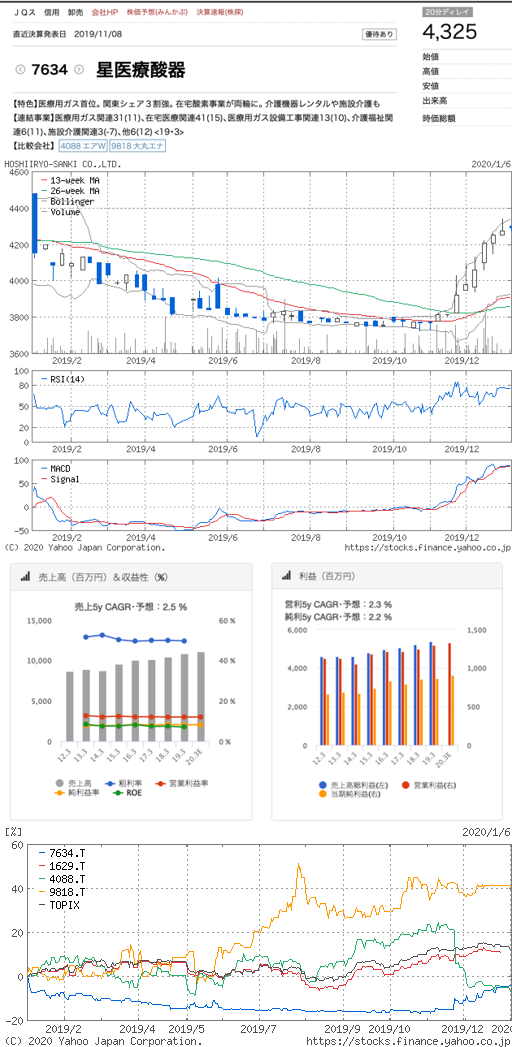 JQス 信用 卸売 会社HP 株価予想(みんかぶ) 決算速報(株探)
直近決算発表日 2019/11/08
優待あり
7634 星医療酸器
20分ディレイ
4,325
始値
高値
安値
出来高
時価総額
【特色】医療用ガス首位。関東シェア3割強。在宅酸素事業が両輪に。介護機器レンタルや施設介護も
【連結事業】医療用ガス関連31(11)、在宅医療関連41(15)、医療用ガス設備工事関連13(10)、介護福祉関
連6(11)、施設介護関連3(-7)、他6(12) <19・3>
【比較会社】 4088 エアW 9818 大丸エナ
HOSHIIRYO-SANKI CO.,LTD.
2020/1/6
13-week MA
26-week MA
Bollinger
Volume
4600
4400
4200
4000
3800
3600
2019/2 2019/4 2019/6 2019/8 2019/10 2019/12
RSI(14)
100
80
60
40
20
0
2019/2 2019/4 2019/6 2019/8 2019/10 2019/12
MACD
Signal
100
50
0
-50
2019/2 2019/4 2019/6 2019/8 2019/10 2019/12
(C) 2020 Yahoo Japan Corporation.
https://stocks.finance.yahoo.co.jp/
売上高(百万円)&収益性(%)
売上5y CAGR・予想:2.5 %
15,000
10,000
5,000
0
60 %
40 %
20 %
0 %
12.3 13.3 14.3 15.3 16.3 17.3 18.3 19.3 20.3E
売上高 粗利率 営業利益率
純利益率 ROE
利益(百万円)
営利5y CAGR・予想:2.3 %
純利5y CAGR・予想:2.2 %
6,000
4,000
2,000
0
1,500
1,000
500
0
12.3 13.3 14.3 15.3 16.3 17.3 18.3 19.3 20.3E
売上高総利益(左) 営業利益(右)
当期純利益(右)
[%]
2020/1/6
7634.T
1629.T
4088.T
9818.T
TOPIX
60
40
20
0
-20
2019/2 2019/4 2019/5 2019/7 2019/9 2019/10 2019/12 2020
(C) 2020 Yahoo Japan Corporation.
https://stocks.finance.yahoo.co.jp/